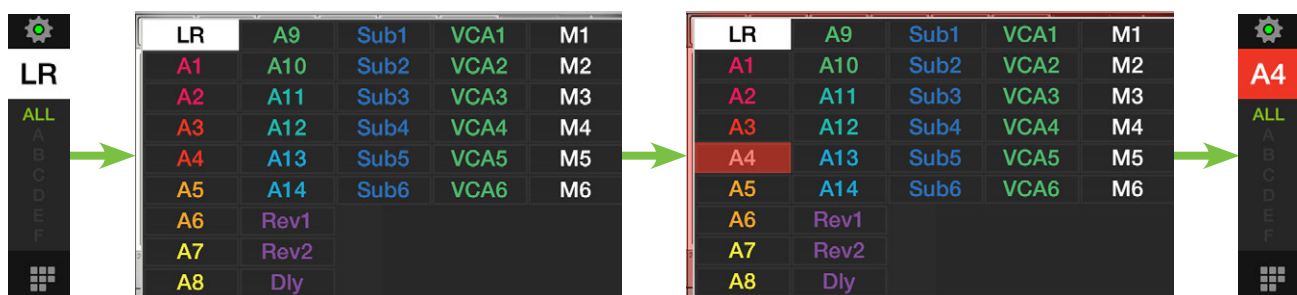 LR
ALL
A
B
C
D
E
F
LR A9 Sub1 VCA1 M1
A1 A10 Sub2 VCA2 M2
A2 A11 Sub3 VCA3 M3
A3 A12 Sub4 VCA4 M4
A4 A13 Sub5 VCA5 M5
A5 A14 Sub6 VCA6 M6
A6 Rev1
A7 Rev2
A8 Dly
LR A9 Sub1 VCA1 M1
A1 A10 Sub2 VCA2 M2
A2 A11 Sub3 VCA3 M3
A3 A12 Sub4 VCA4 M4
A4 A13 Sub5 VCA5 M5
A5 A14 Sub6 VCA6 M6
A6 Rev1
A7 Rev2
A8 Dly
A4
ALL
A
B
C
D
E
F